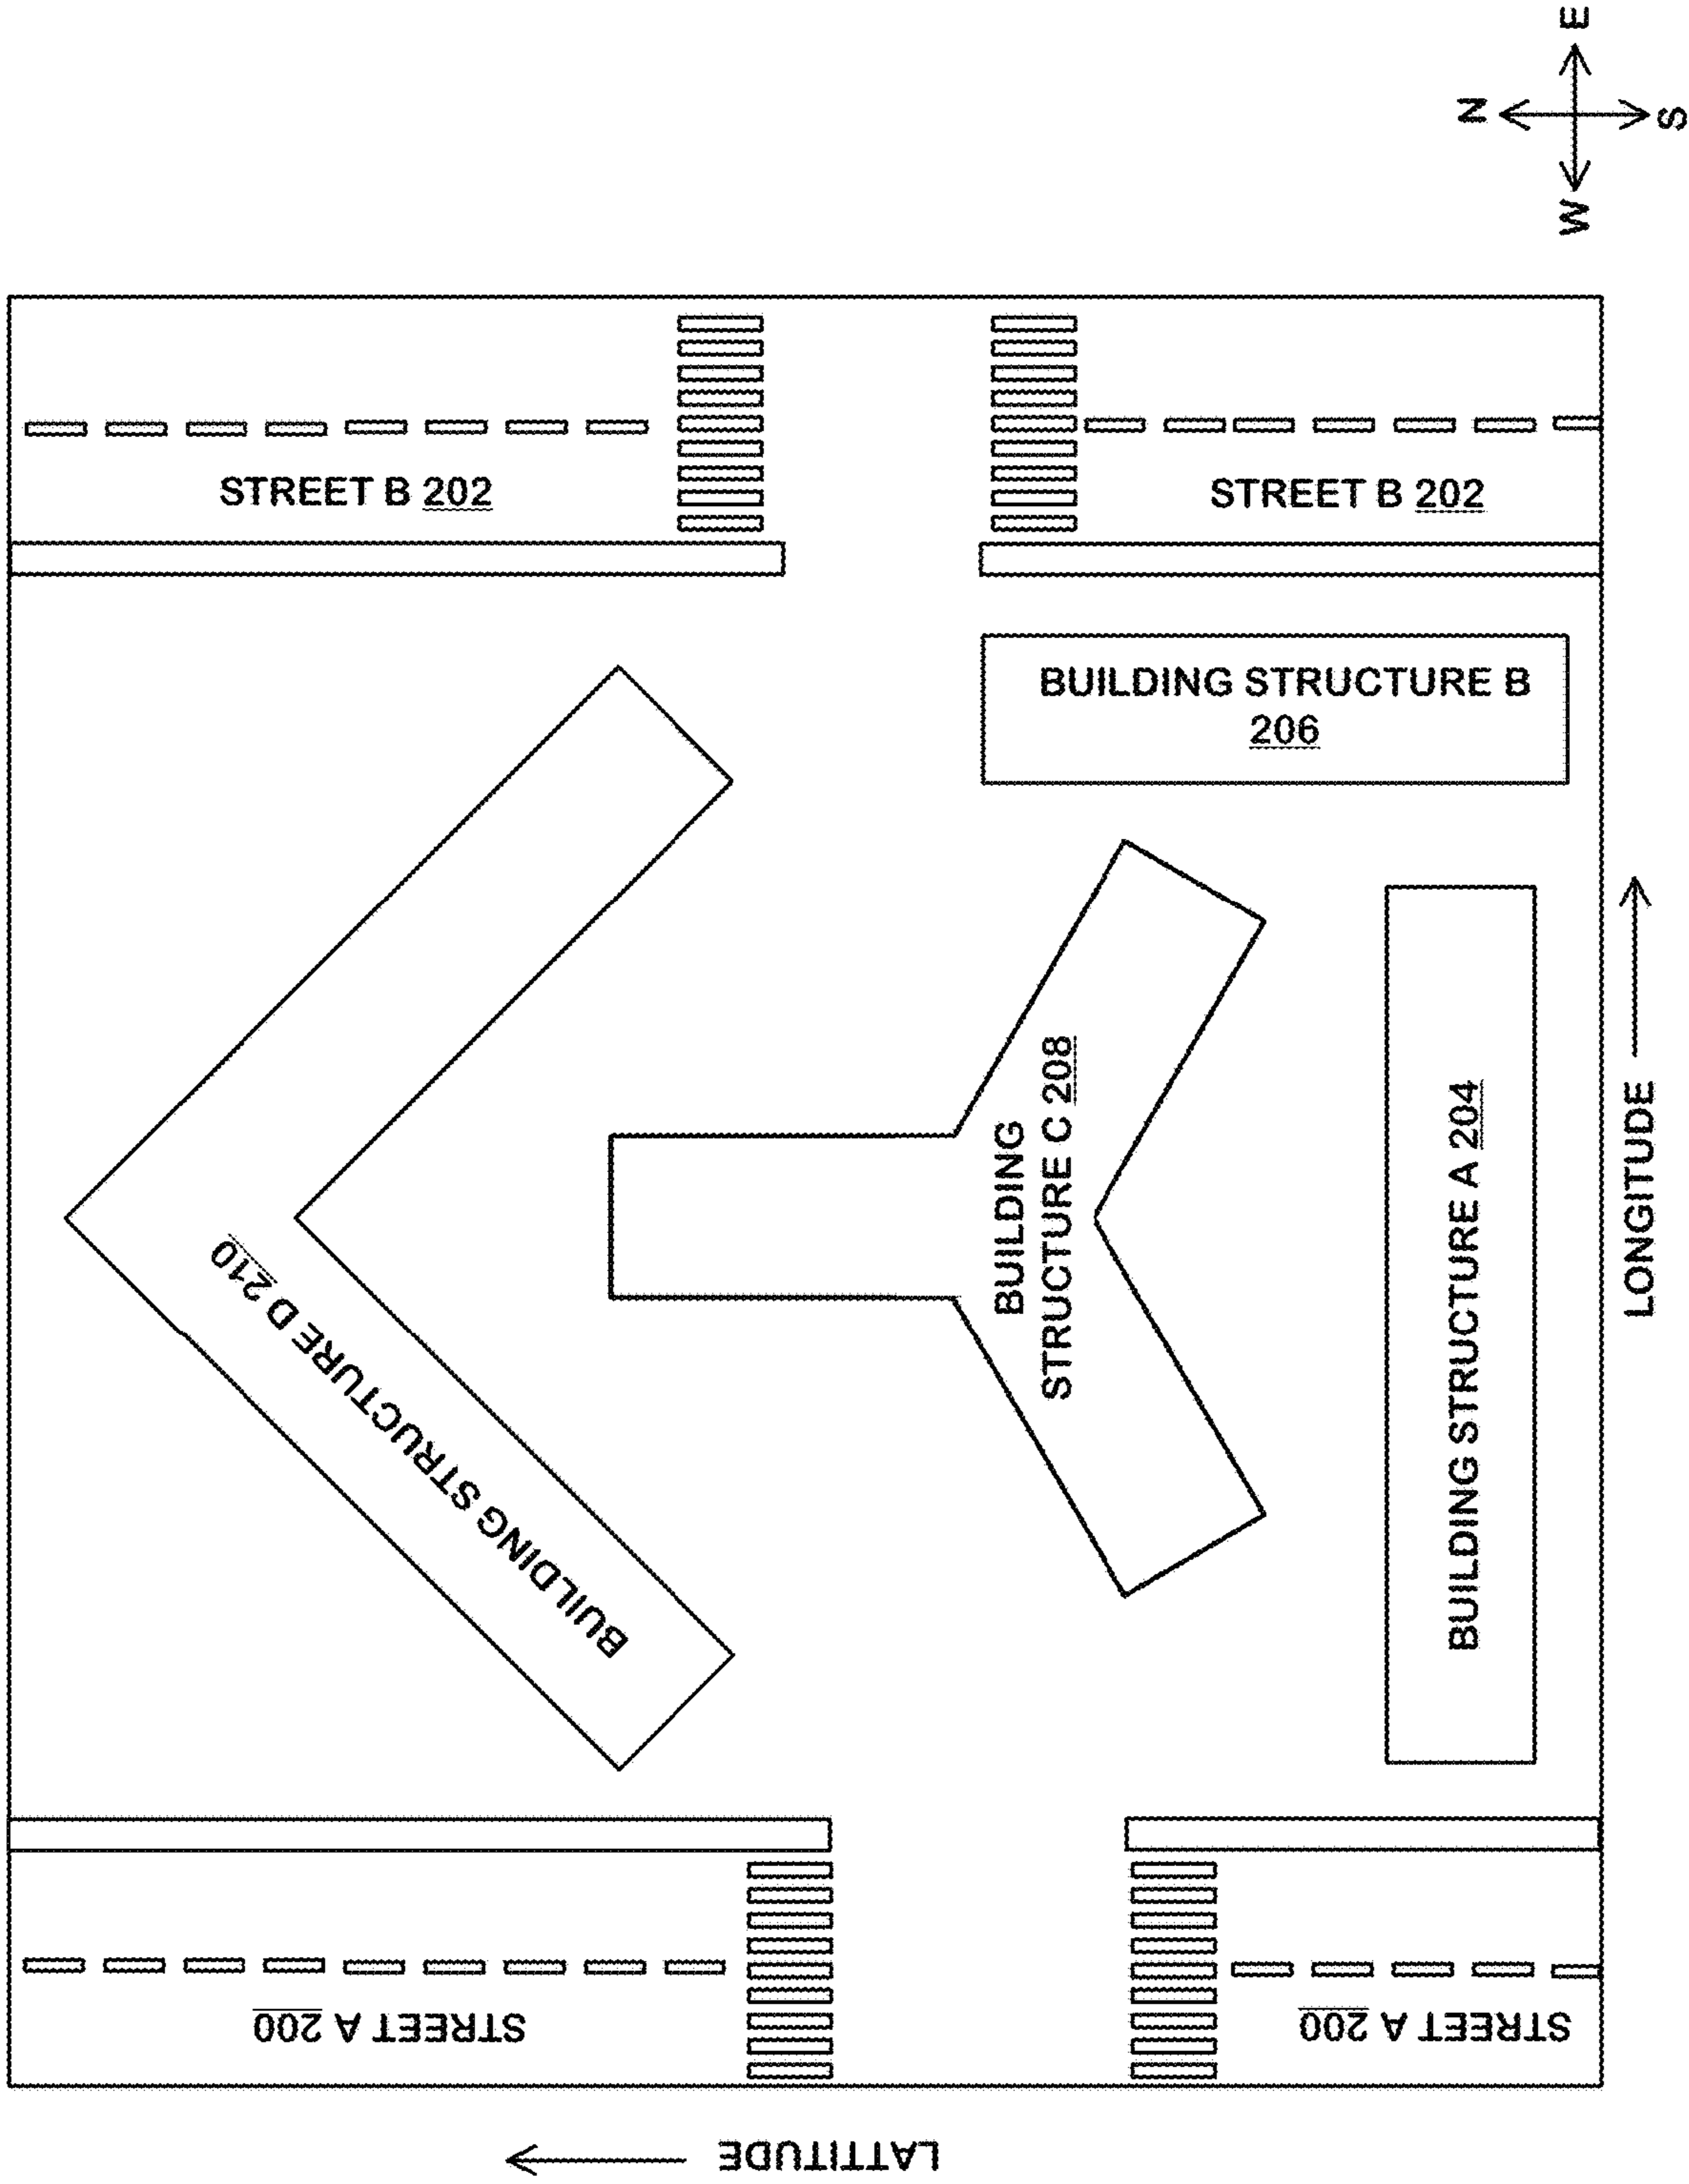 STREET A 200
STREET A 200
BUILDING STRUCTURE D 210
BUILDING
STRUCTURE C 208
BUILDING STRUCTURE A 204
BUILDING STRUCTURE B
206
STREET B 202
STREET B 202
LATTITUDE
LONGITUDE
N
W
E
S